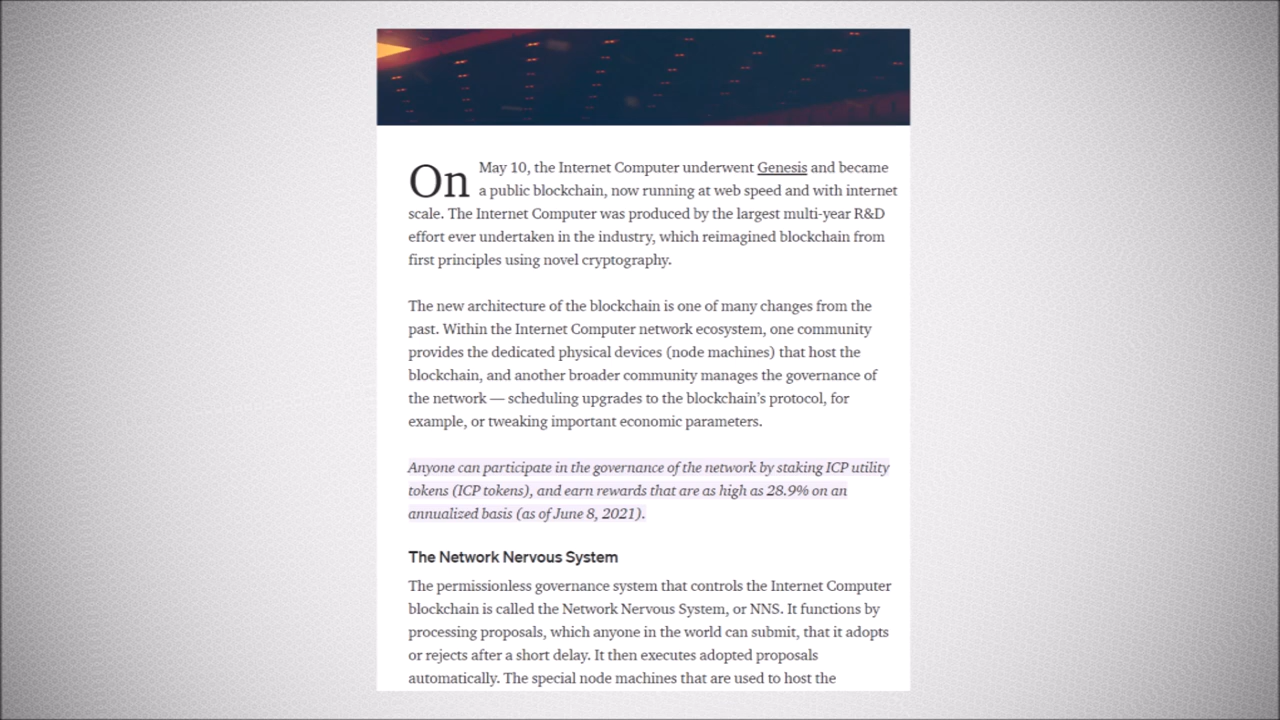 On May 10, the Internet Computer underwent Genesis and became
a public blockchain, now running at web speed and with internet
scale. The Internet Computer was produced by the largest multi-year R&D
effort ever undertaken in the industry, which reimagined blockchain from
first principles using novel cryptography.
The new architecture of the blockchain is one of many changes from the
past. Within the Internet Computer network ecosystem, one community
provides the dedicated physical devices (node machines) that host the
blockchain, and another broader community manages the governance of
the network — scheduling upgrades to the blockchain’s protocol, for
example, or tweaking important economic parameters.
Anyone can participate in the governance of the network by staking ICP utility
tokens (ICP tokens), and earn rewards that are as high as 28.9% on an
annualized basis (as of June 8, 2021).
The Network Nervous System
The permissionless governance system that controls the Internet Computer
blockchain is called the Network Nervous System, or NNS. It functions by
processing proposals, which anyone in the world can submit, that it adopts
or rejects after a short delay. It then executes adopted proposals
automatically. The special node machines that are used to host the